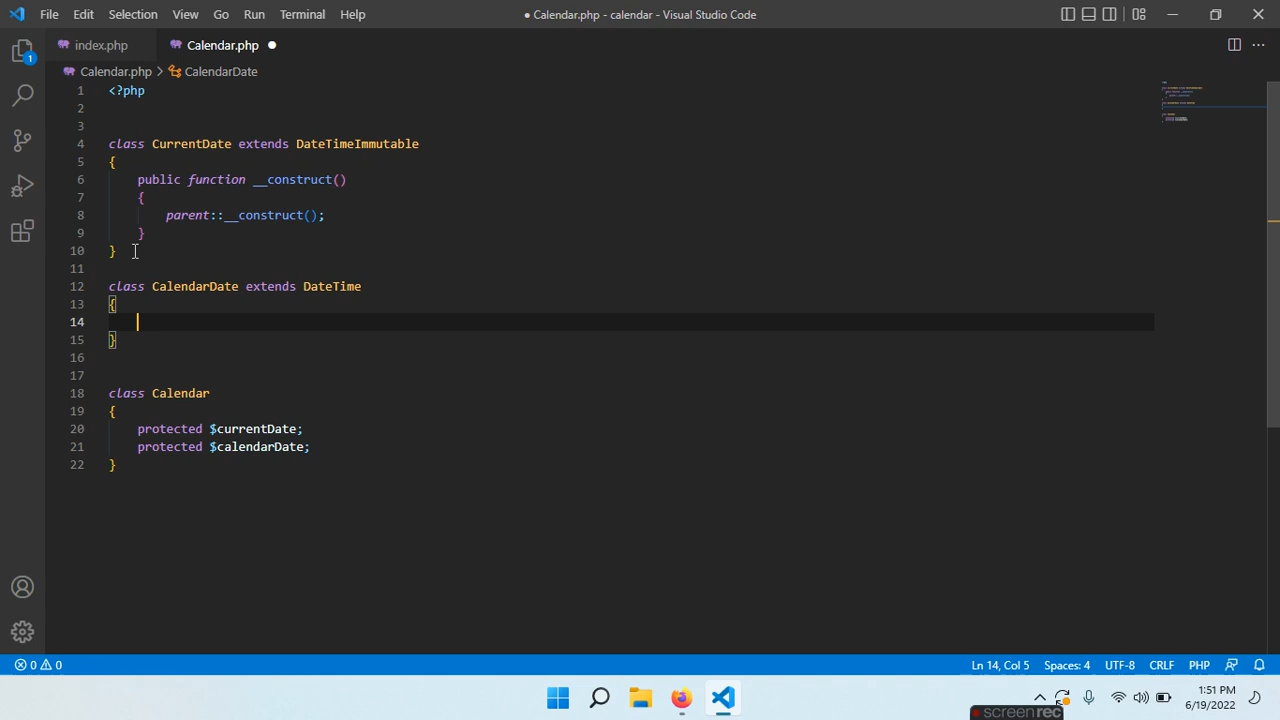 File Edit Selection View Go Run Terminal Help
● Calendar.php - calendar - Visual Studio Code
index.php Calendar.php
Calendar.php > CalendarDate
1 <?php
2
3
4 class CurrentDate extends DateTimeImmutable
5 {
6 public function __construct()
7 {
8 parent::__construct();
9 }
10 }
11
12 class CalendarDate extends DateTime
13 {
14
15 }
16
17
18 class Calendar
19 {
20 protected $currentDate;
21 protected $calendarDate;
22 }
1
0 0
Ln 14, Col 5 Spaces: 4 UTF-8 CRLF PHP
1:51 PM
6/19/2022
screenrec